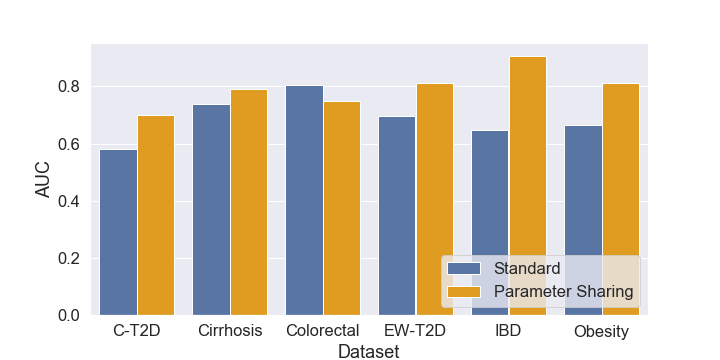 AUC
0.8
0.6
0.4
0.2
0.0
Standard
Parameter Sharing
C-T2D Cirrhosis Colorectal EW-T2D IBD Obesity
Dataset